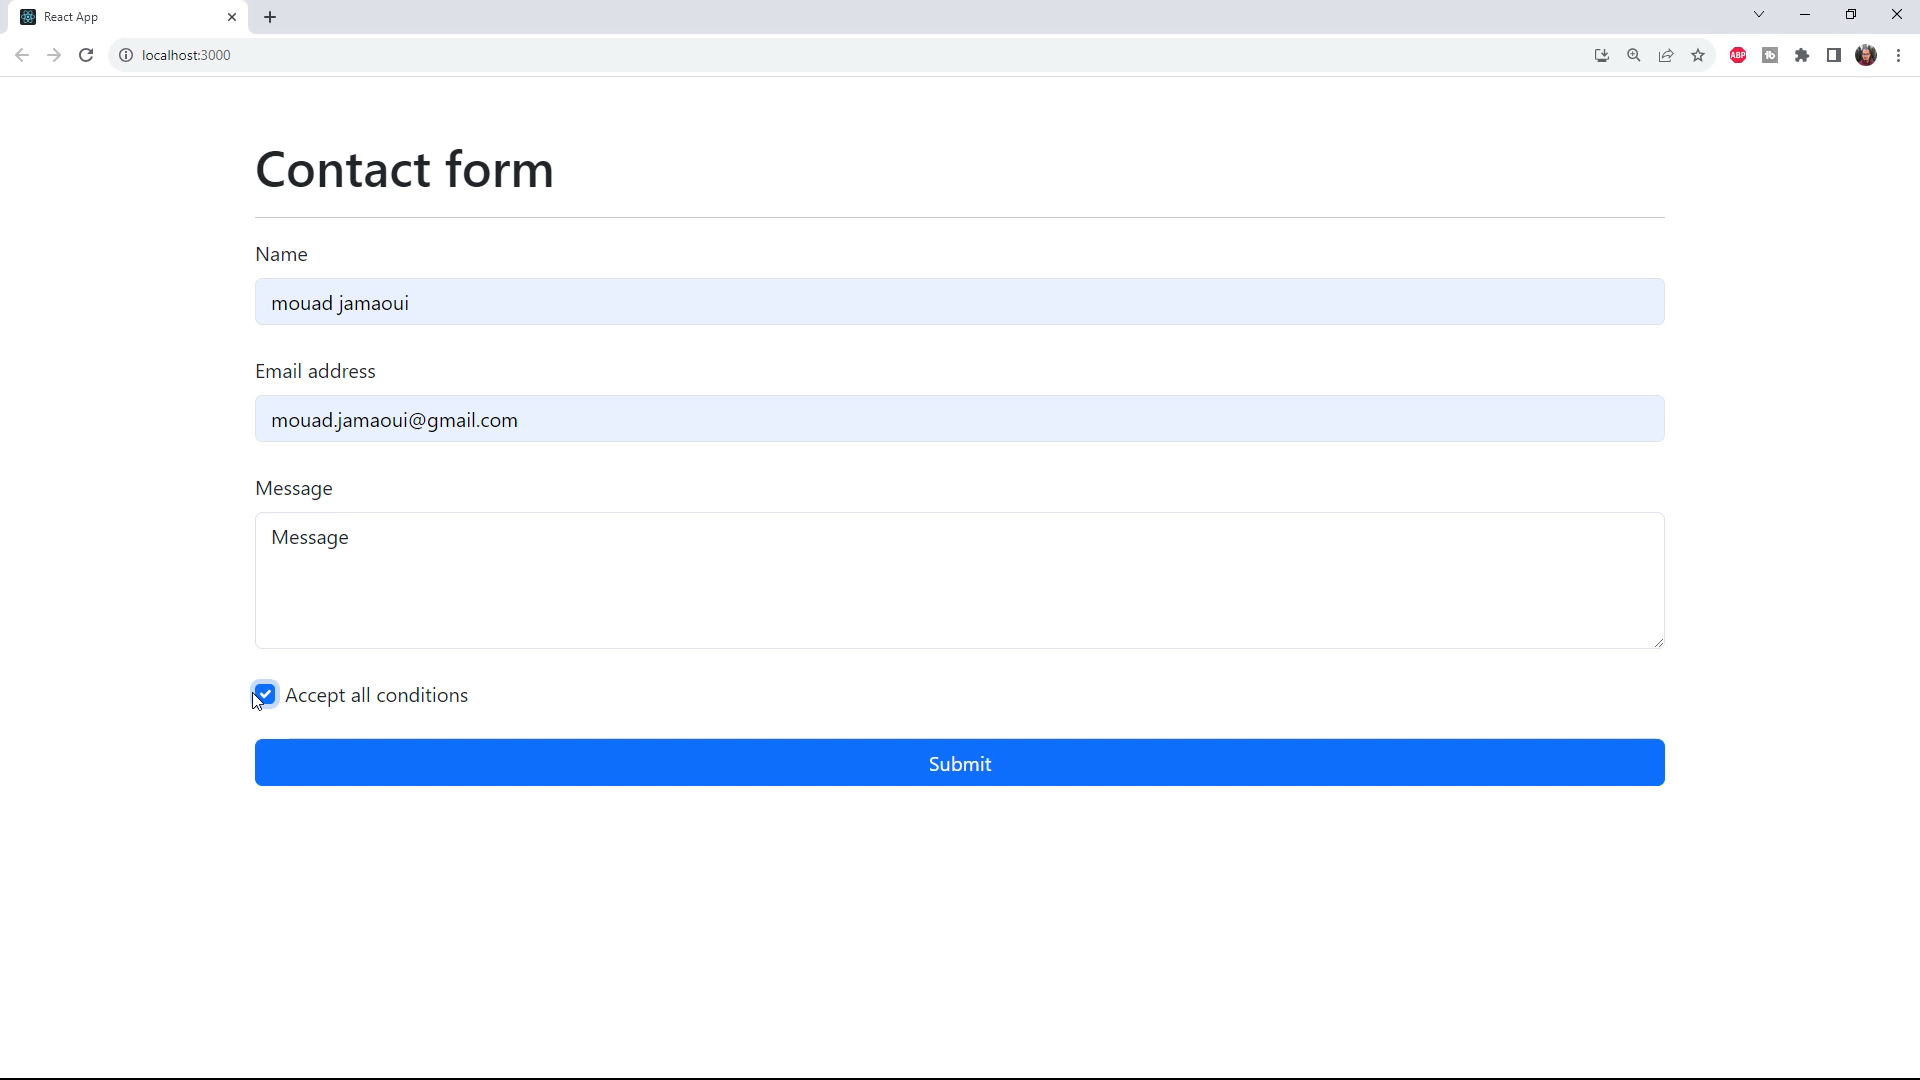 React App
localhost:3000
ABP
Contact form
Name
mouad jamaoui
Email address
mouad.jamaoui@gmail.com
Message
Message
Accept all conditions
Submit